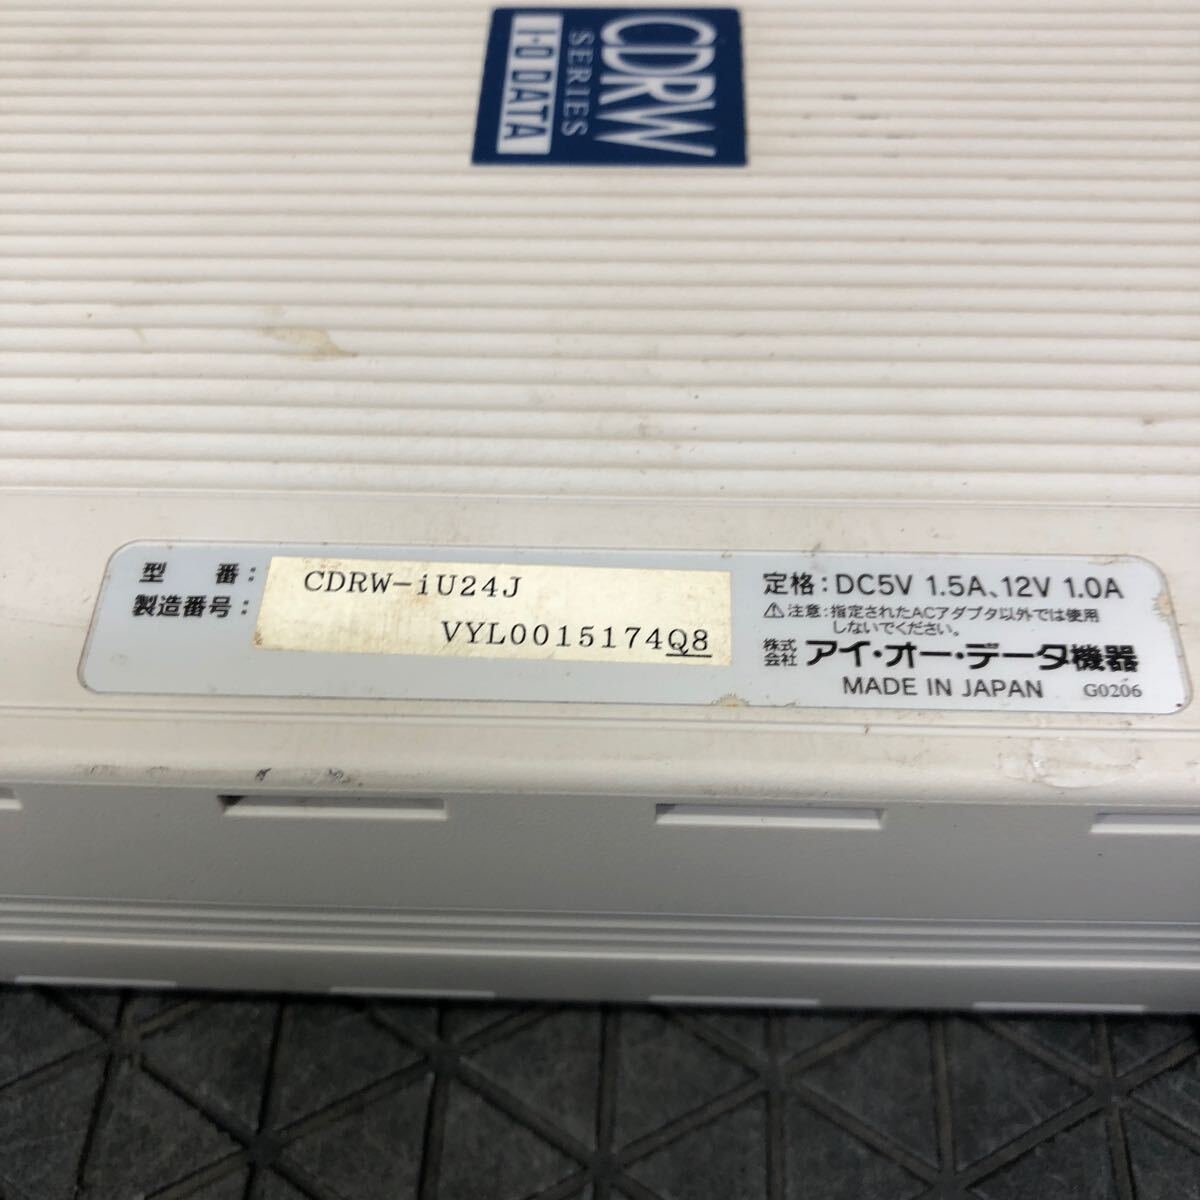 CDRW
SERIES
I·O DATA
型 番:
CDRW-iU24J
製造番号:
VYL0015174Q8
定格:DC5V 1.5A、12V 1.0A
⚠注意:指定されたACアダプタ以外では使用
しないでください。
株式会社 アイ・オー・データ機器
MADE IN JAPAN G0206